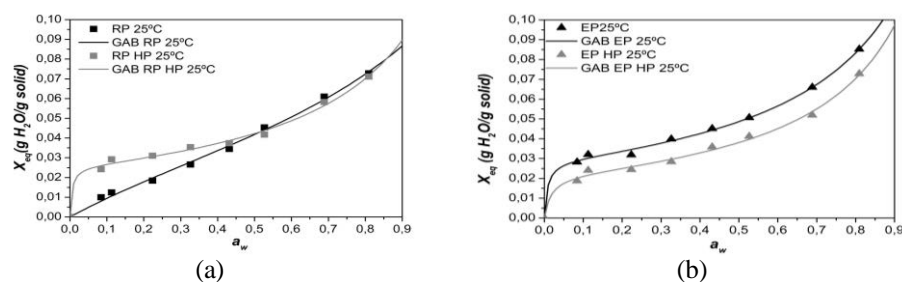 0,10
0,09
0,08
0,07
0,06
0,05
0,04
0,03
0,02
0,01
0,00
X_eq (g H₂O/g solid)
RP 25ºC
GAB RP 25ºC
RP HP 25ºC
GAB RP HP 25ºC
0,0 0,1 0,2 0,3 0,4 0,5 0,6 0,7 0,8 0,9
a_w
(a)
0,10
0,09
0,08
0,07
0,06
0,05
0,04
0,03
0,02
0,01
0,00
X_eq (g H₂O/g solid)
EP25ºC
GAB EP 25ºC
EP HP 25ºC
GAB EP HP 25ºC
0,0 0,1 0,2 0,3 0,4 0,5 0,6 0,7 0,8 0,9
a_w
(b)